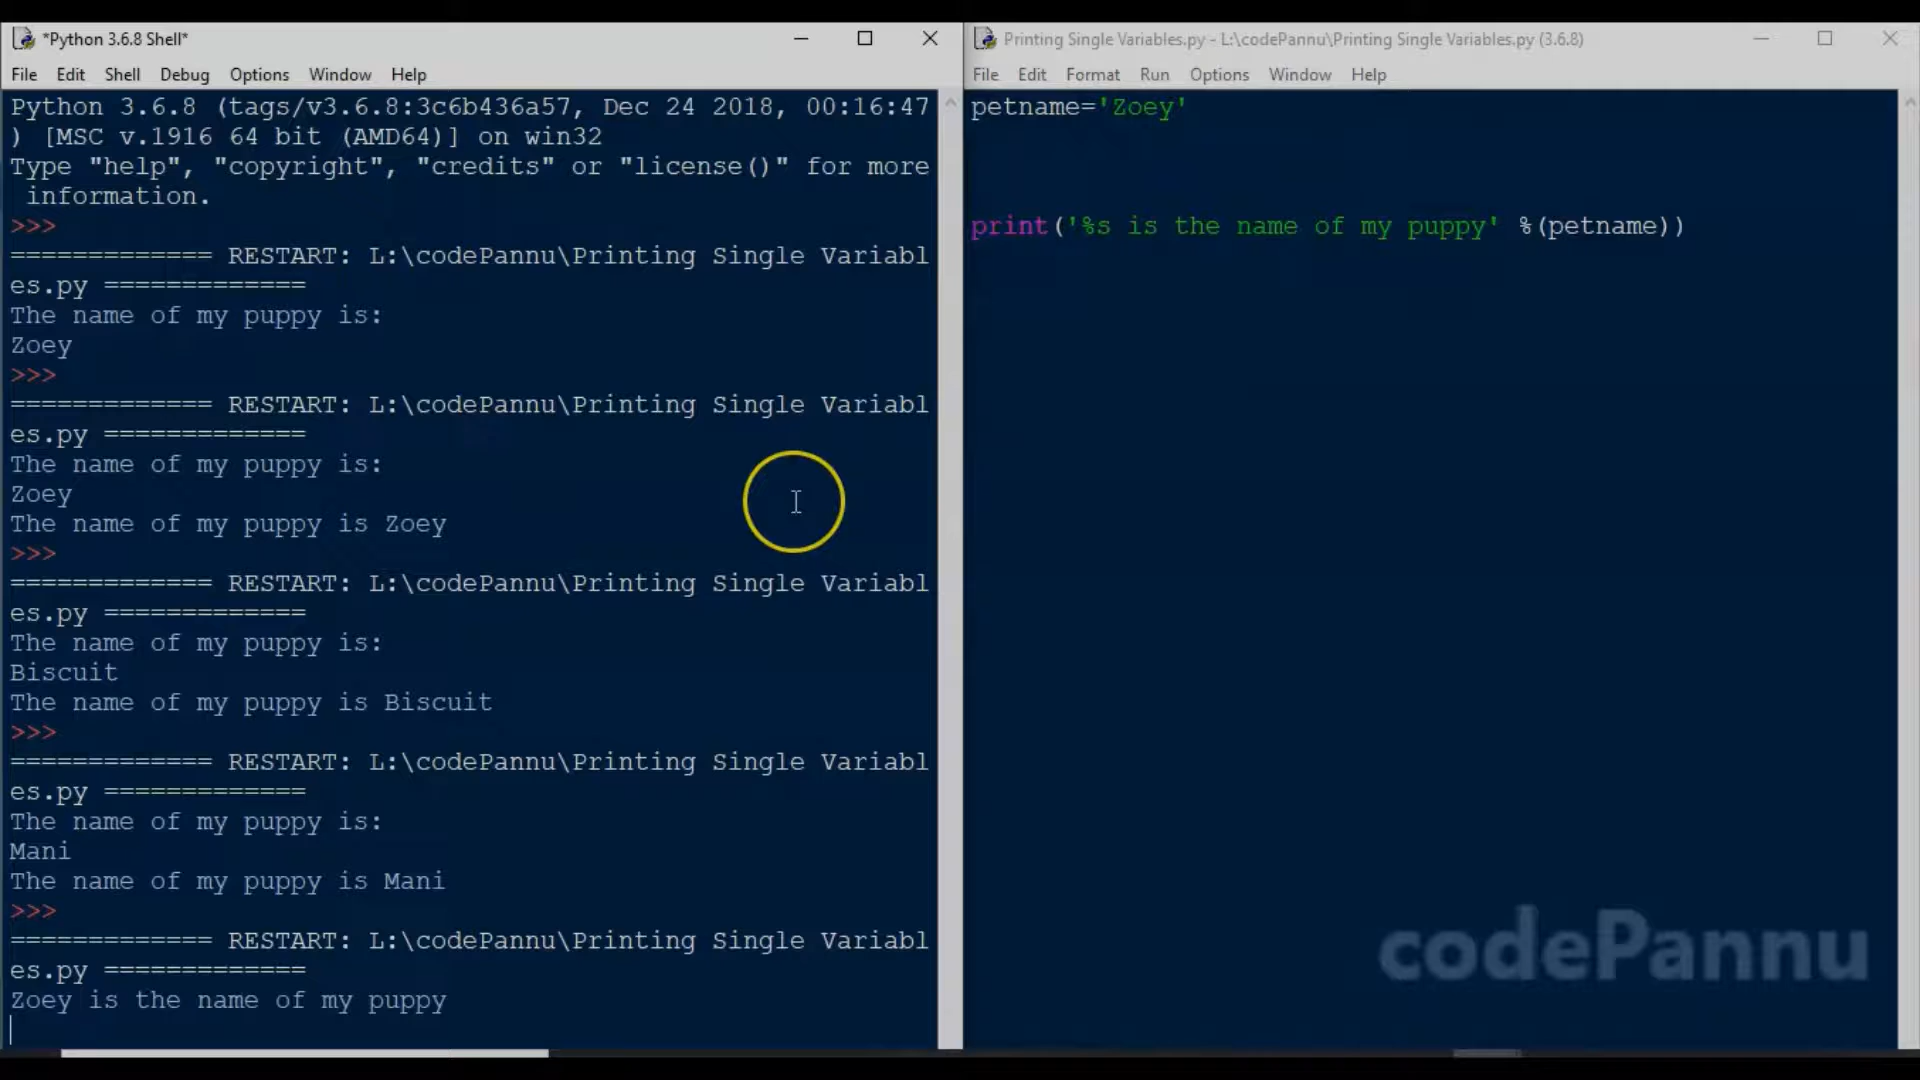 *Python 3.6.8 Shell*
File Edit Shell Debug Options Window Help
Python 3.6.8 (tags/v3.6.8:3c6b436a57, Dec 24 2018, 00:16:47
) [MSC v.1916 64 bit (AMD64)] on win32
Type "help", "copyright", "credits" or "license()" for more
 information.
>>>
============= RESTART: L:\codePannu\Printing Single Variabl
es.py =============
The name of my puppy is:
Zoey
>>>
============= RESTART: L:\codePannu\Printing Single Variabl
es.py =============
The name of my puppy is:
Zoey
The name of my puppy is Zoey
>>>
============= RESTART: L:\codePannu\Printing Single Variabl
es.py =============
The name of my puppy is:
Biscuit
The name of my puppy is Biscuit
>>>
============= RESTART: L:\codePannu\Printing Single Variabl
es.py =============
The name of my puppy is:
Mani
The name of my puppy is Mani
>>>
============= RESTART: L:\codePannu\Printing Single Variabl
es.py =============
Zoey is the name of my puppy
Printing Single Variables.py - L:\codePannu\Printing Single Variables.py (3.6.8)
File Edit Format Run Options Window Help
petname='Zoey'
print('%s is the name of my puppy' %(petname))
codePannu